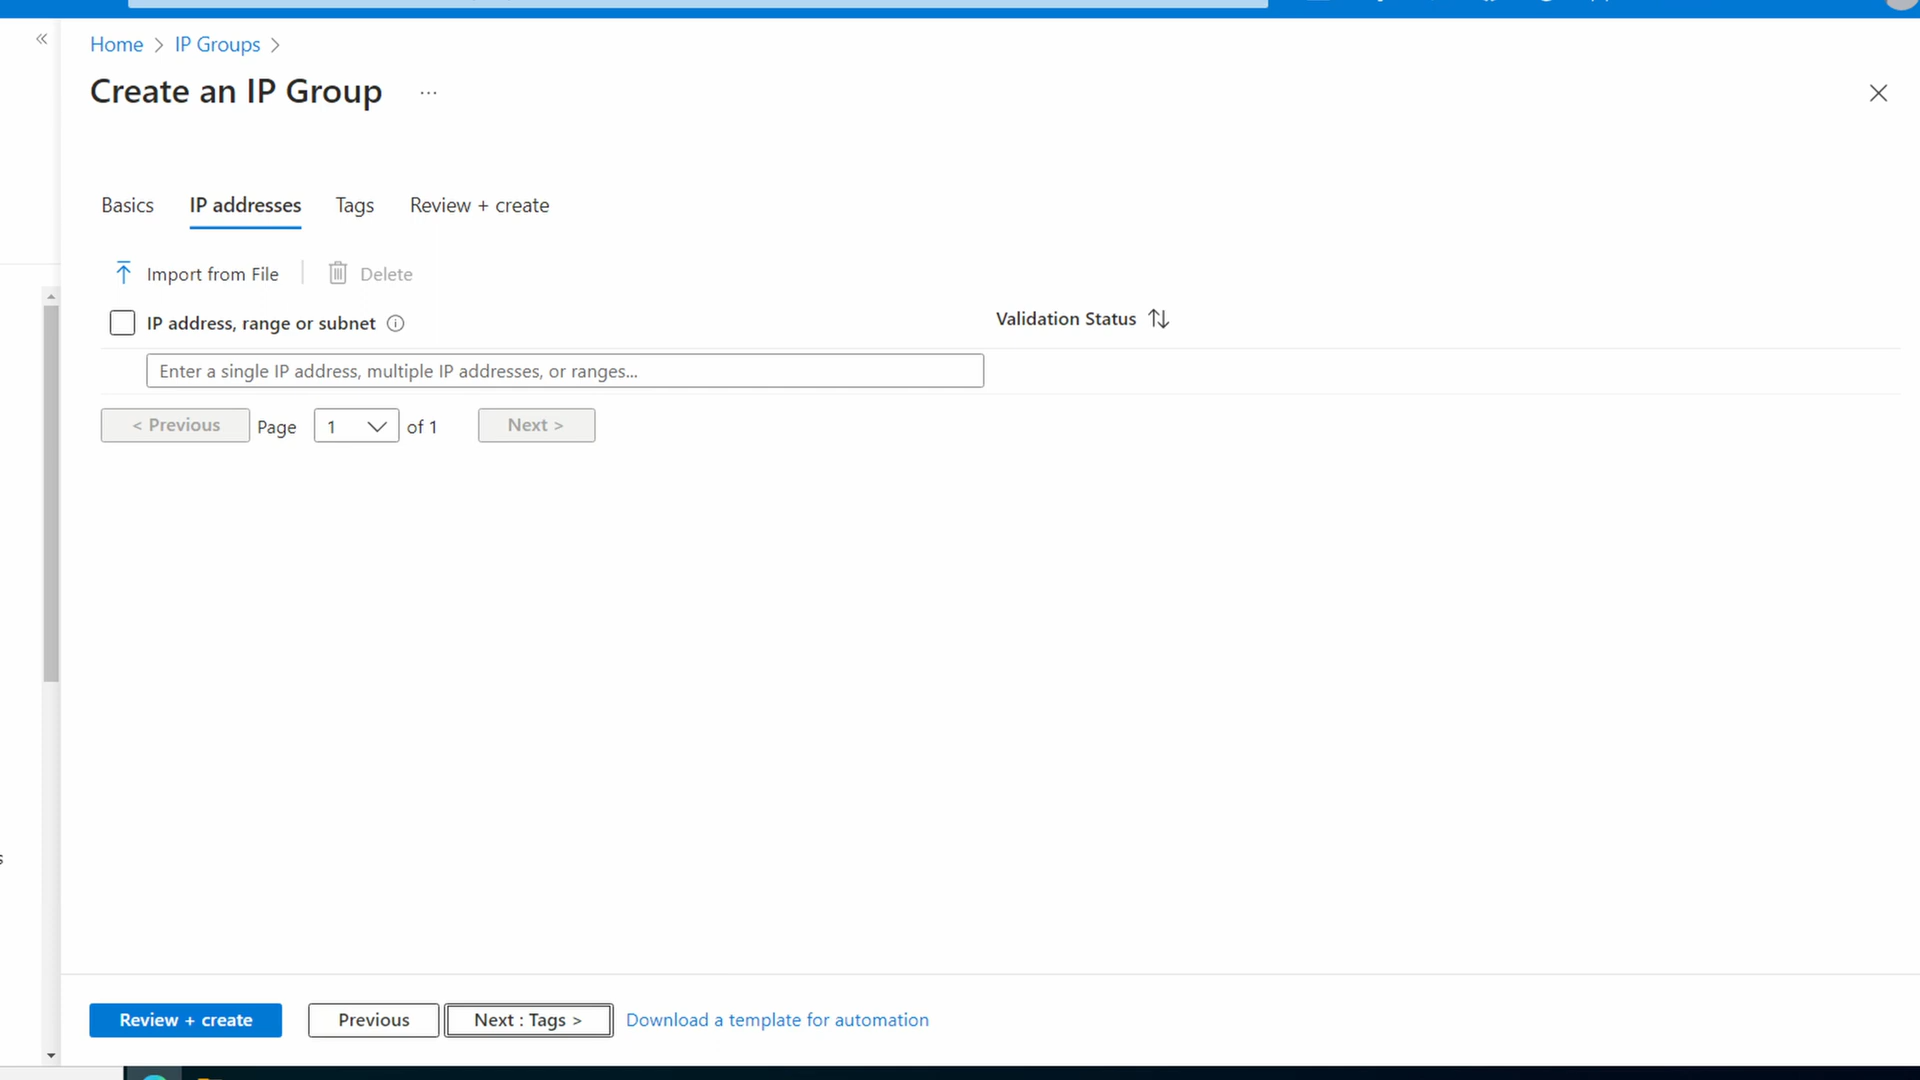 Home > IP Groups >
Create an IP Group ...
Basics IP addresses Tags Review + create
Import from File | Delete
IP address, range or subnet Validation Status
Enter a single IP address, multiple IP addresses, or ranges...
< Previous Page 1 of 1 Next >
s
Review + create Previous Next : Tags > Download a template for automation